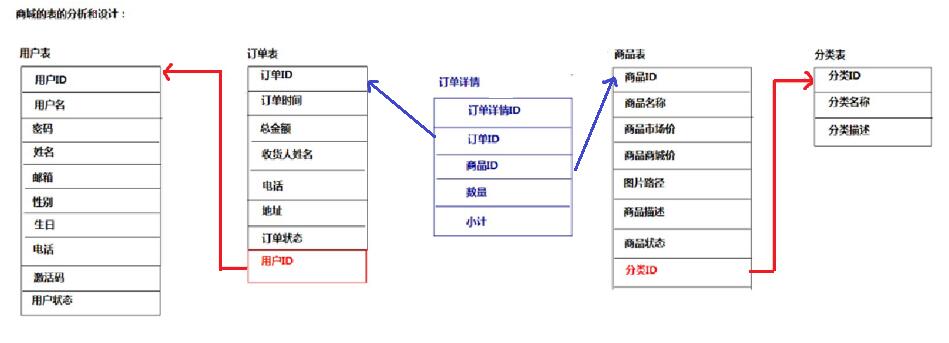 商城的表的分析和设计：
用户表
用户ID
用户名
密码
姓名
邮箱
性别
生日
电话
激活码
用户状态
订单表
订单ID
订单时间
总金额
收货人姓名
电话
地址
订单状态
用户ID
订单详情
订单详情ID
订单ID
商品ID
数量
小计
商品表
商品ID
商品名称
商品市场价
商品商城价
图片路径
商品描述
商品状态
分类ID
分类表
分类ID
分类名称
分类描述